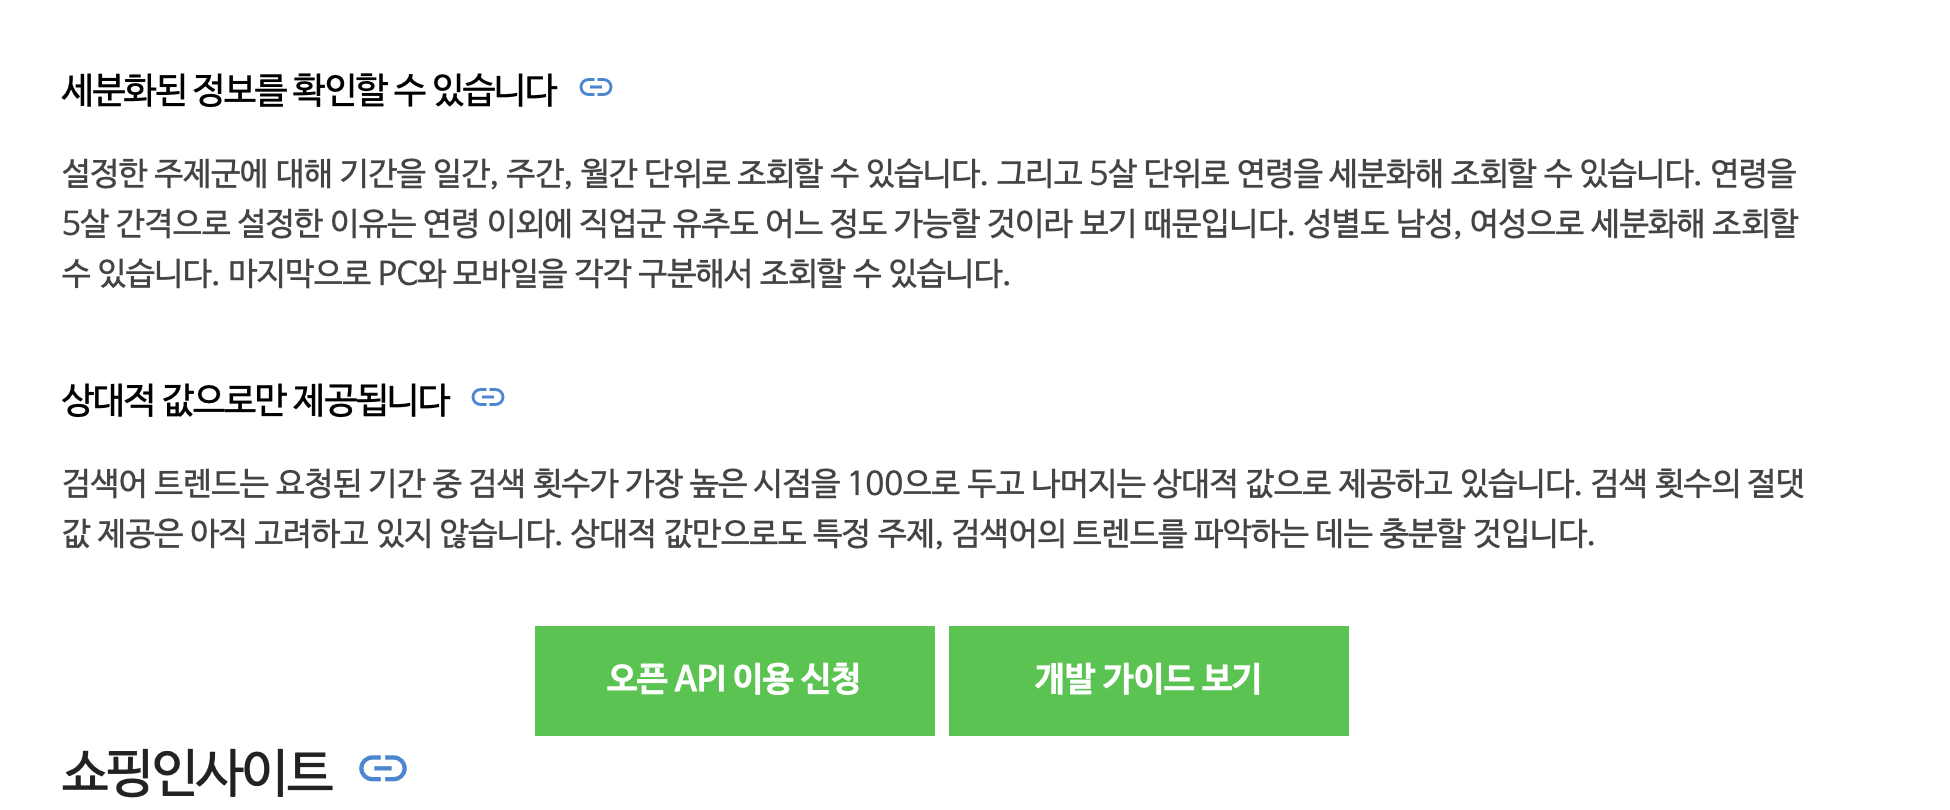 세분화된 정보를 확인할 수 있습니다
설정한 주제군에 대해 기간을 일간, 주간, 월간 단위로 조회할 수 있습니다. 그리고 5살 단위로 연령을 세분화해 조회할 수 있습니다. 연령을
5살 간격으로 설정한 이유는 연령 이외에 직업군 유추도 어느 정도 가능할 것이라 보기 때문입니다. 성별도 남성, 여성으로 세분화해 조회할
수 있습니다. 마지막으로 PC와 모바일을 각각 구분해서 조회할 수 있습니다.
상대적 값으로만 제공됩니다
검색어 트렌드는 요청된 기간 중 검색 횟수가 가장 높은 시점을 100으로 두고 나머지는 상대적 값으로 제공하고 있습니다. 검색 횟수의 절댓
값 제공은 아직 고려하고 있지 않습니다. 상대적 값만으로도 특정 주제, 검색어의 트렌드를 파악하는 데는 충분할 것입니다.
오픈 API 이용 신청
개발 가이드 보기
쇼핑인사이트